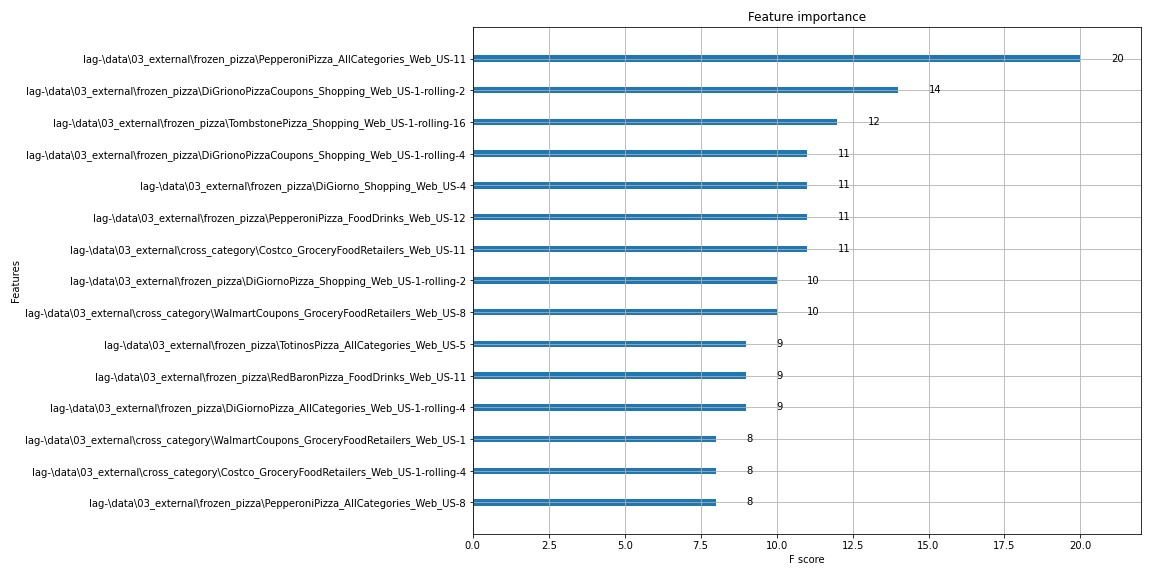 Feature importance
lag-\data\03_external\frozen_pizza\PepperoniPizza_AllCategories_Web_US-11 20
lag-\data\03_external\frozen_pizza\DiGrionoPizzaCoupons_Shopping_Web_US-1-rolling-2 14
lag-\data\03_external\frozen_pizza\TombstonePizza_Shopping_Web_US-1-rolling-16 12
lag-\data\03_external\frozen_pizza\DiGrionoPizzaCoupons_Shopping_Web_US-1-rolling-4 11
lag-\data\03_external\frozen_pizza\DiGiorno_Shopping_Web_US-4 11
lag-\data\03_external\frozen_pizza\PepperoniPizza_FoodDrinks_Web_US-12 11
lag-\data\03_external\cross_category\Costco_GroceryFoodRetailers_Web_US-11 11
lag-\data\03_external\frozen_pizza\DiGiornoPizza_Shopping_Web_US-1-rolling-2 10
lag-\data\03_external\cross_category\WalmartCoupons_GroceryFoodRetailers_Web_US-8 10
lag-\data\03_external\frozen_pizza\TotinosPizza_AllCategories_Web_US-5 9
lag-\data\03_external\frozen_pizza\RedBaronPizza_FoodDrinks_Web_US-11 9
lag-\data\03_external\frozen_pizza\DiGiornoPizza_AllCategories_Web_US-1-rolling-4 9
lag-\data\03_external\cross_category\WalmartCoupons_GroceryFoodRetailers_Web_US-1 8
lag-\data\03_external\cross_category\Costco_GroceryFoodRetailers_Web_US-1-rolling-4 8
lag-\data\03_external\frozen_pizza\PepperoniPizza_AllCategories_Web_US-8 8
Features
0.0 2.5 5.0 7.5 10.0 12.5 15.0 17.5 20.0
F score